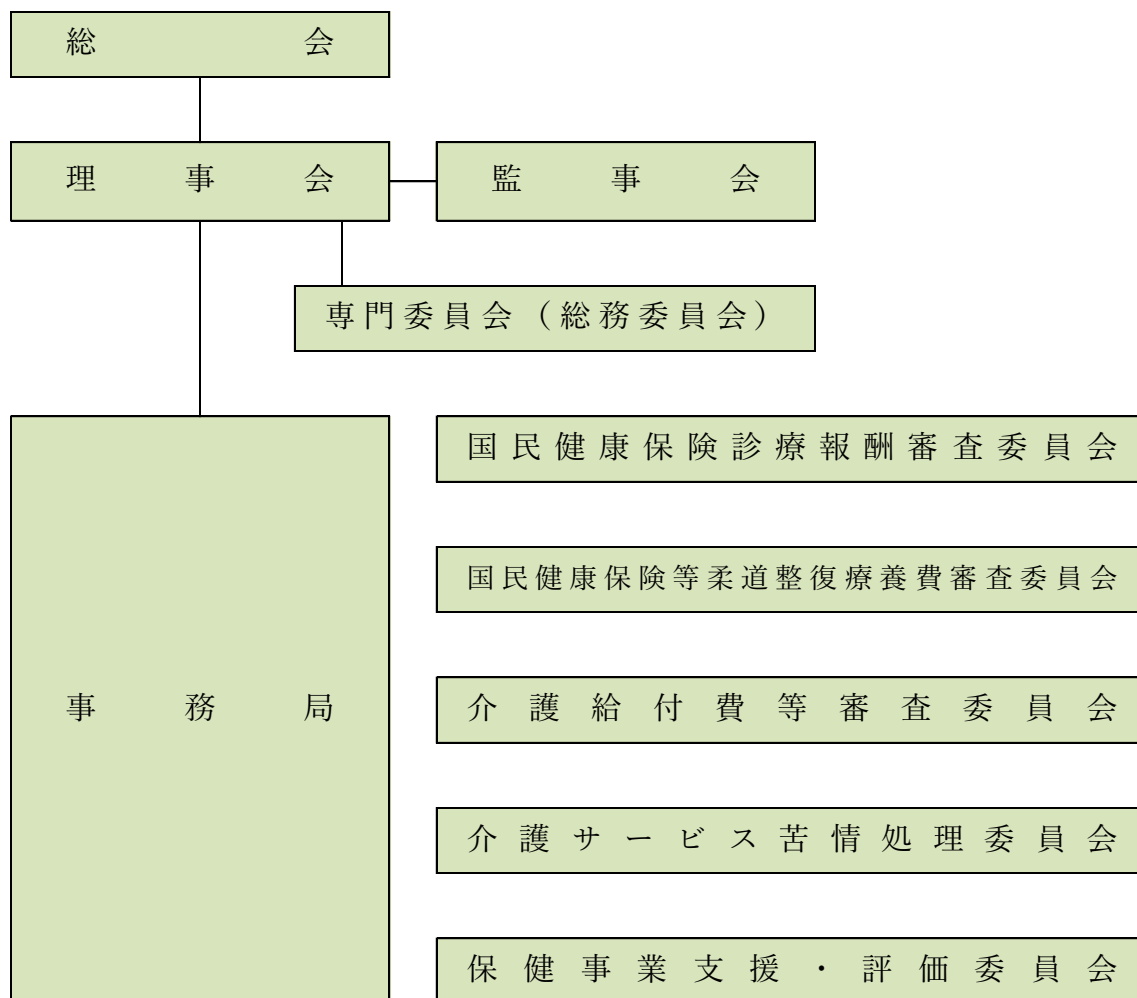 総会
理事会
監事会
専門委員会（総務委員会）
事務局
国民健康保険診療報酬審査委員会
国民健康保険等柔道整復療養費審査委員会
介護給付費等審査委員会
介護サービス苦情処理委員会
保健事業支援・評価委員会